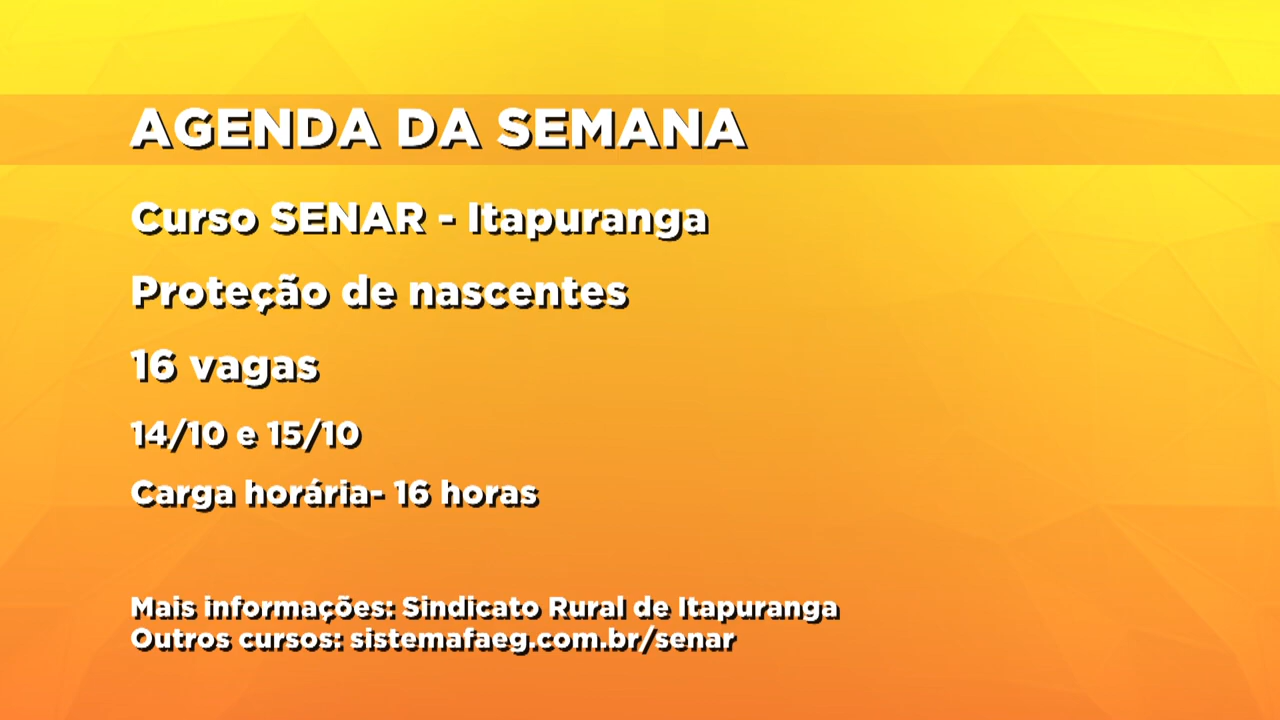 AGENDA DA SEMANA
Curso SENAR - Itapuranga
Proteção de nascentes
16 vagas
14/10 e 15/10
Carga horária- 16 horas
Mais informações: Sindicato Rural de Itapuranga
Outros cursos: sistemafaeg.com.br/senar